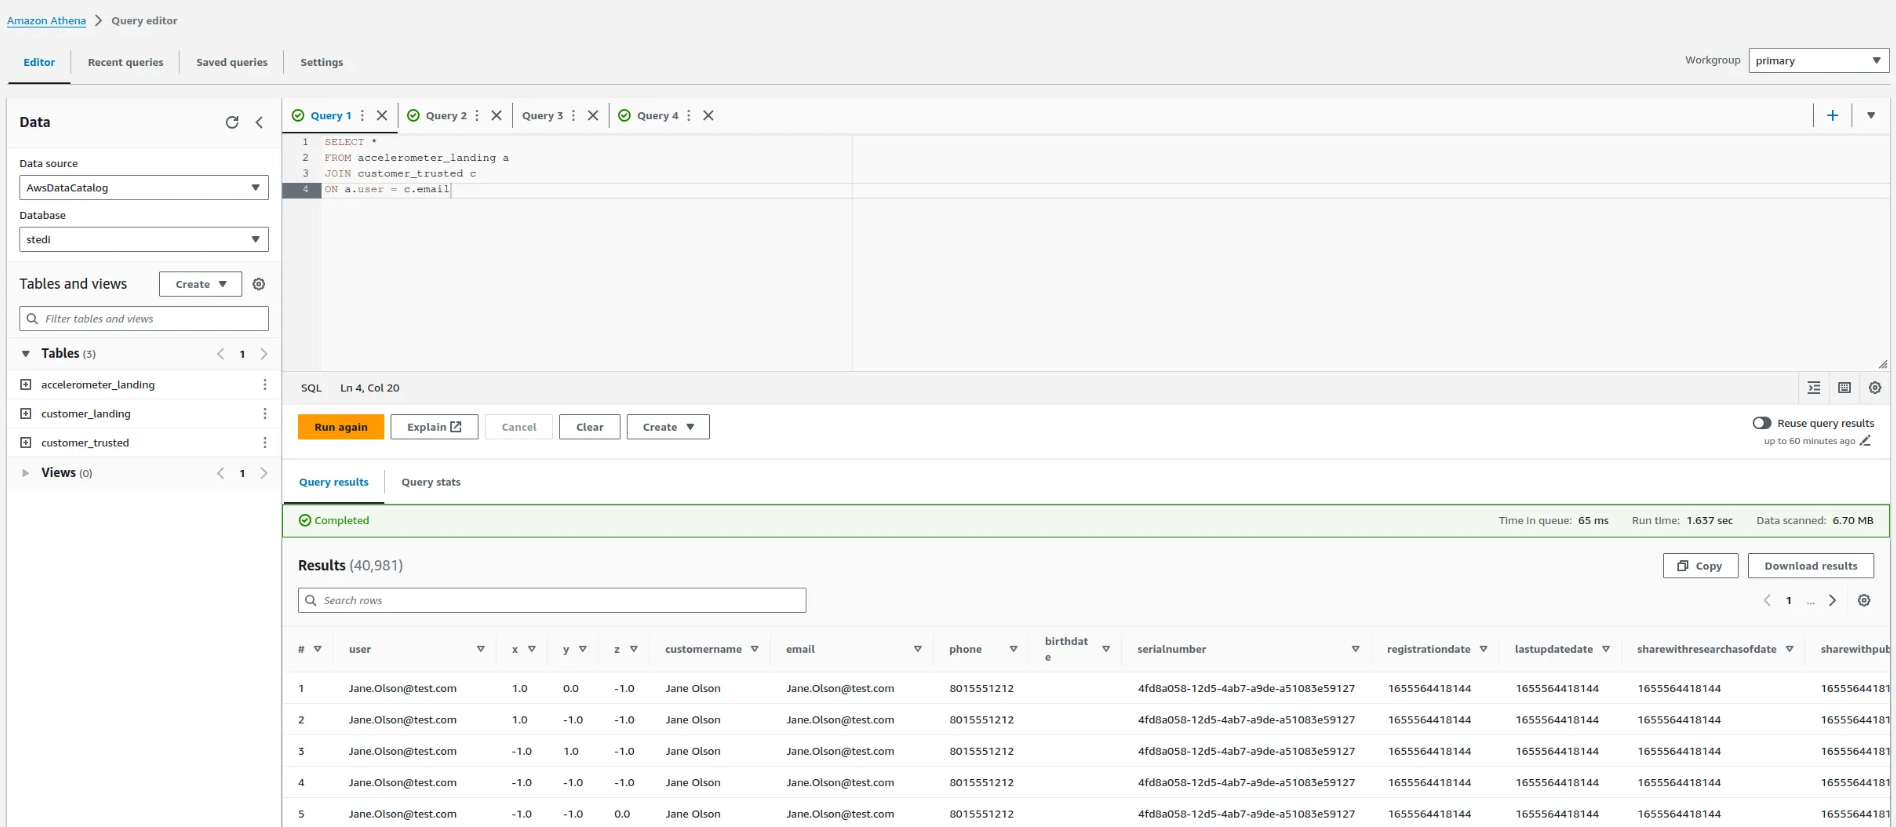 Amazon Athena > Query editor
Editor Recent queries Saved queries Settings
Workgroup primary
Data
Data source
AwsDataCatalog
Database
stedi
Tables and views Create
Filter tables and views
Tables (3) 1
accelerometer_landing
customer_landing
customer_trusted
Views (0) 1
Query 1 Query 2 Query 3 Query 4
1 SELECT *
2 FROM accelerometer_landing a
3 JOIN customer_trusted c
4 ON a.user = c.email
SQL Ln 4, Col 20
Run again Explain Cancel Clear Create
Reuse query results
up to 60 minutes ago
Query results Query stats
Completed Time in queue: 65 ms Run time: 1.637 sec Data scanned: 6.70 MB
Results (40,981) Copy Download results
Search rows 1 ...
# user x y z customername email phone birthdate serialnumber registrationdate lastupdatedate sharewithresearchasofdate sharewithpub
1 Jane.Olson@test.com 1.0 0.0 -1.0 Jane Olson Jane.Olson@test.com 8015551212 4fd8a058-12d5-4ab7-a9de-a51083e59127 1655564418144 1655564418144 1655564418144 16555644181
2 Jane.Olson@test.com 1.0 -1.0 -1.0 Jane Olson Jane.Olson@test.com 8015551212 4fd8a058-12d5-4ab7-a9de-a51083e59127 1655564418144 1655564418144 1655564418144 16555644181
3 Jane.Olson@test.com -1.0 1.0 -1.0 Jane Olson Jane.Olson@test.com 8015551212 4fd8a058-12d5-4ab7-a9de-a51083e59127 1655564418144 1655564418144 1655564418144 16555644181
4 Jane.Olson@test.com -1.0 -1.0 -1.0 Jane Olson Jane.Olson@test.com 8015551212 4fd8a058-12d5-4ab7-a9de-a51083e59127 1655564418144 1655564418144 1655564418144 16555644181
5 Jane.Olson@test.com -1.0 -1.0 0.0 Jane Olson Jane.Olson@test.com 8015551212 4fd8a058-12d5-4ab7-a9de-a51083e59127 1655564418144 1655564418144 1655564418144 16555644181